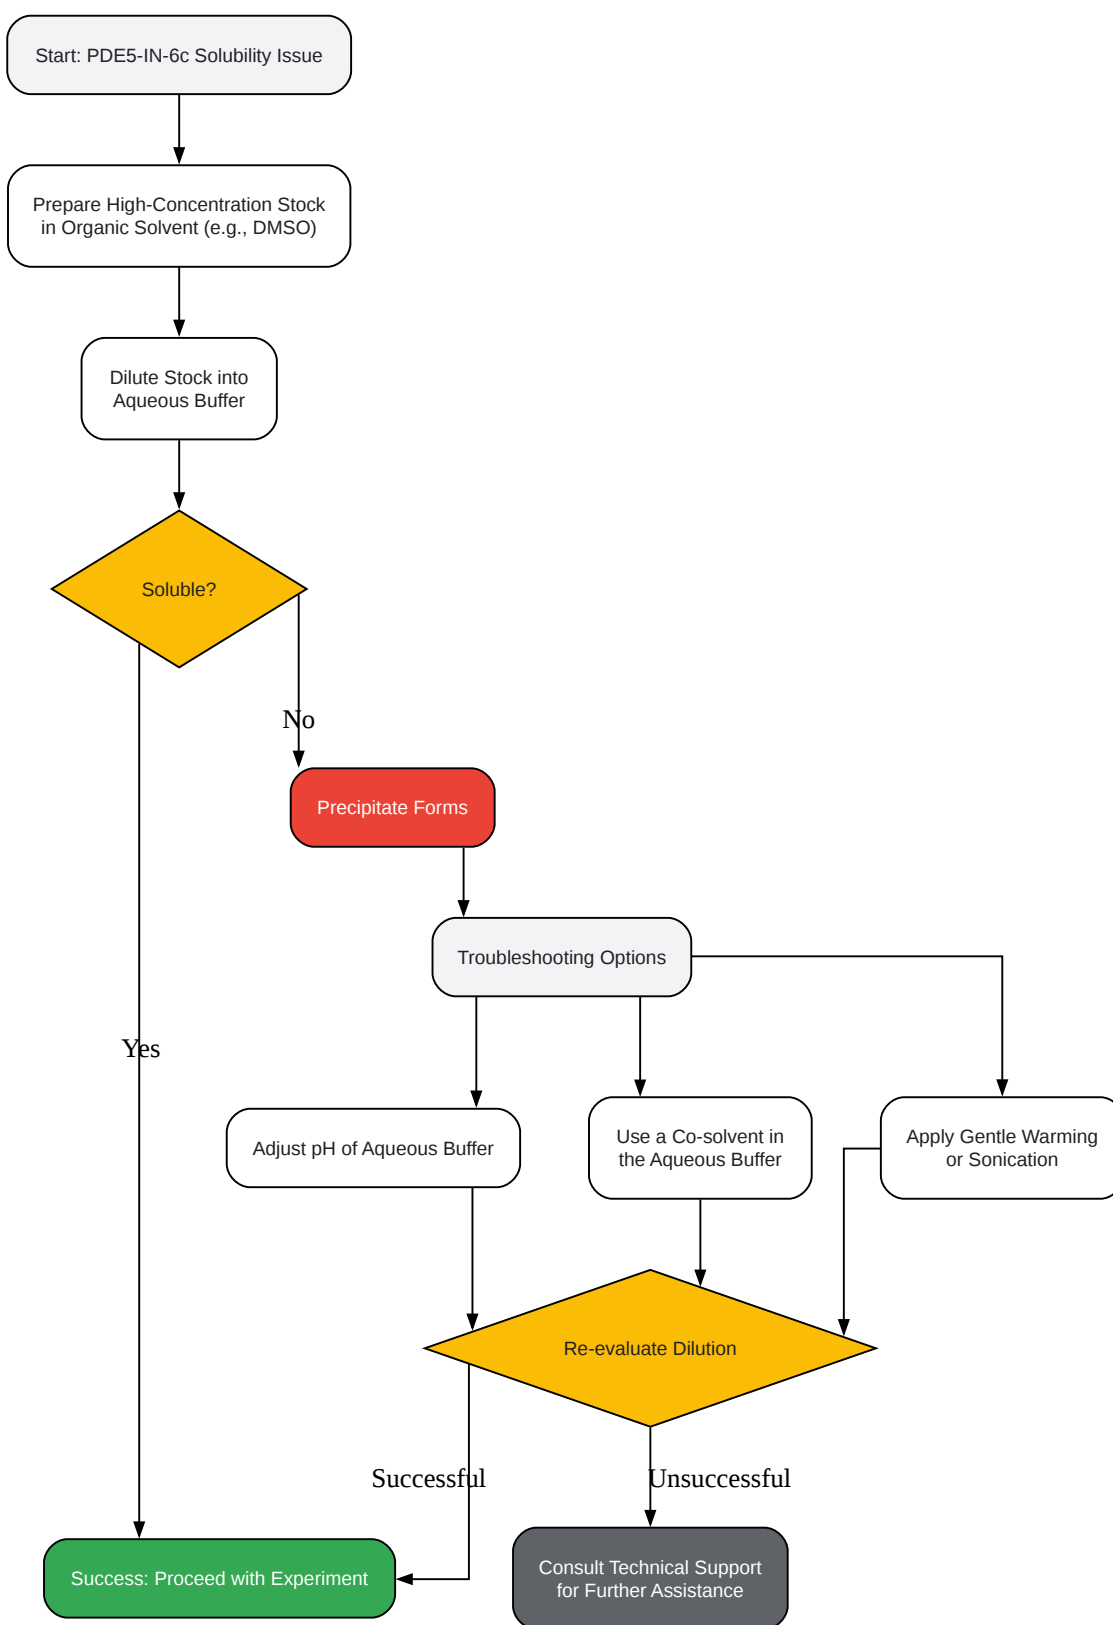 Start: PDE5-IN-6c Solubility Issue
Prepare High-Concentration Stock
in Organic Solvent (e.g., DMSO)
Dilute Stock into
Aqueous Buffer
Soluble?
No
Precipitate Forms
Troubleshooting Options
Yes
Adjust pH of Aqueous Buffer
Use a Co-solvent in
the Aqueous Buffer
Apply Gentle Warming
or Sonication
Re-evaluate Dilution
Successful
Unsuccessful
Success: Proceed with Experiment
Consult Technical Support
for Further Assistance